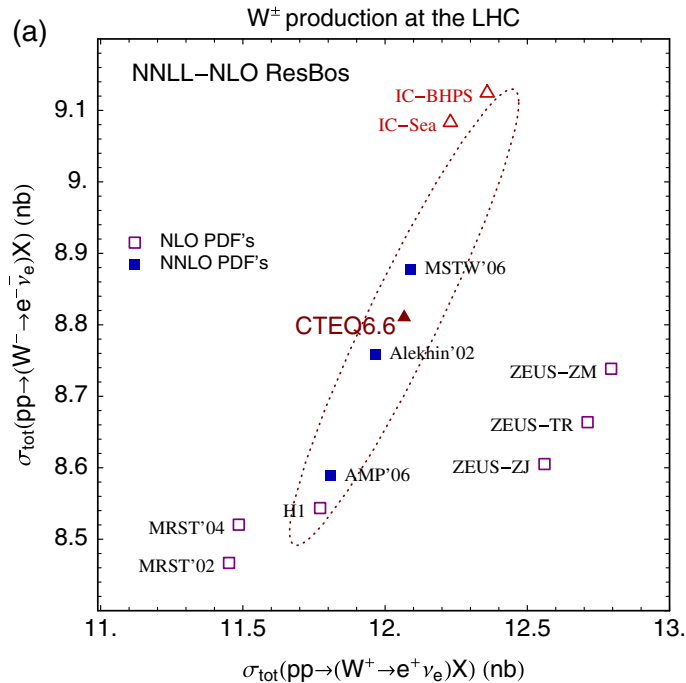 (a)
W± production at the LHC
NNLL−NLO ResBos
IC−BHPS
IC−Sea
NLO PDF's
NNLO PDF's
MSTW'06
CTEQ6.6
Alekhin'02
ZEUS−ZM
ZEUS−TR
ZEUS−ZJ
AMP'06
H1
MRST'04
MRST'02
9.1
9.
8.9
8.8
8.7
8.6
8.5
σtot(pp→(W⁻→e⁻νe)X) (nb)
11. 11.5 12. 12.5 13.
σtot(pp→(W⁺→e⁺νe)X) (nb)